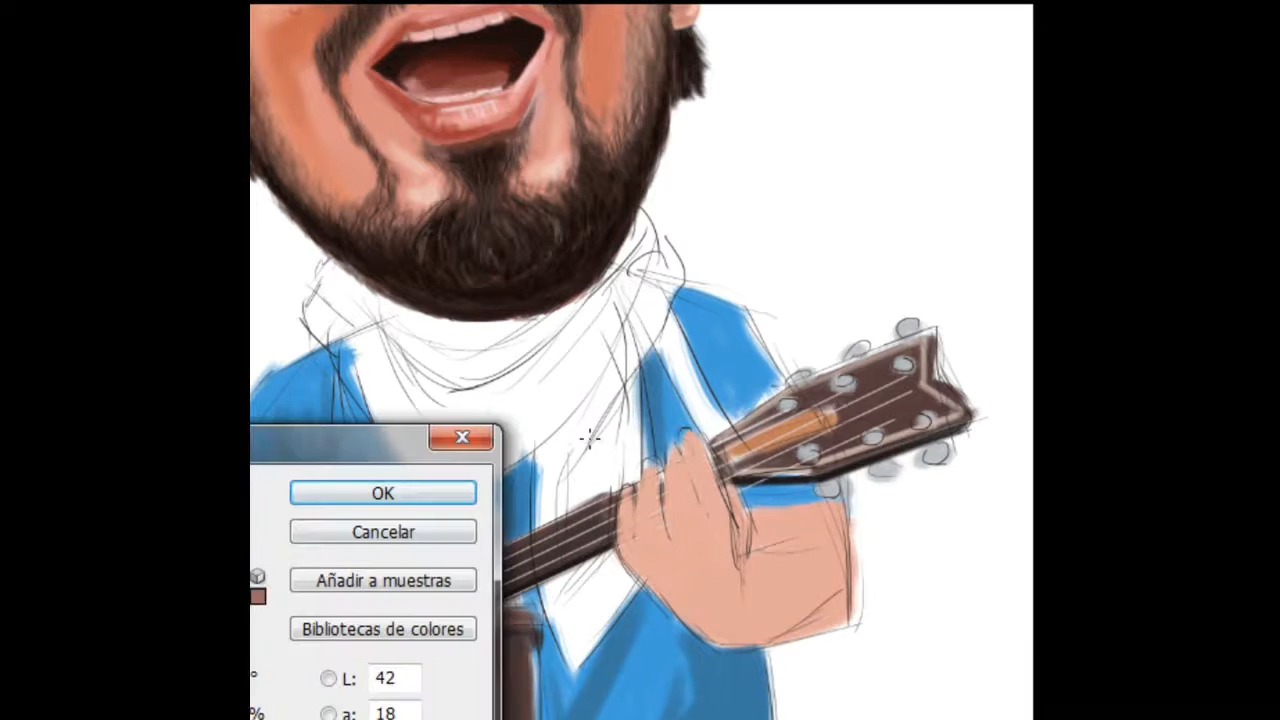 OK
Cancelar
Añadir a muestras
Bibliotecas de colores
° L: 42
% a: 18